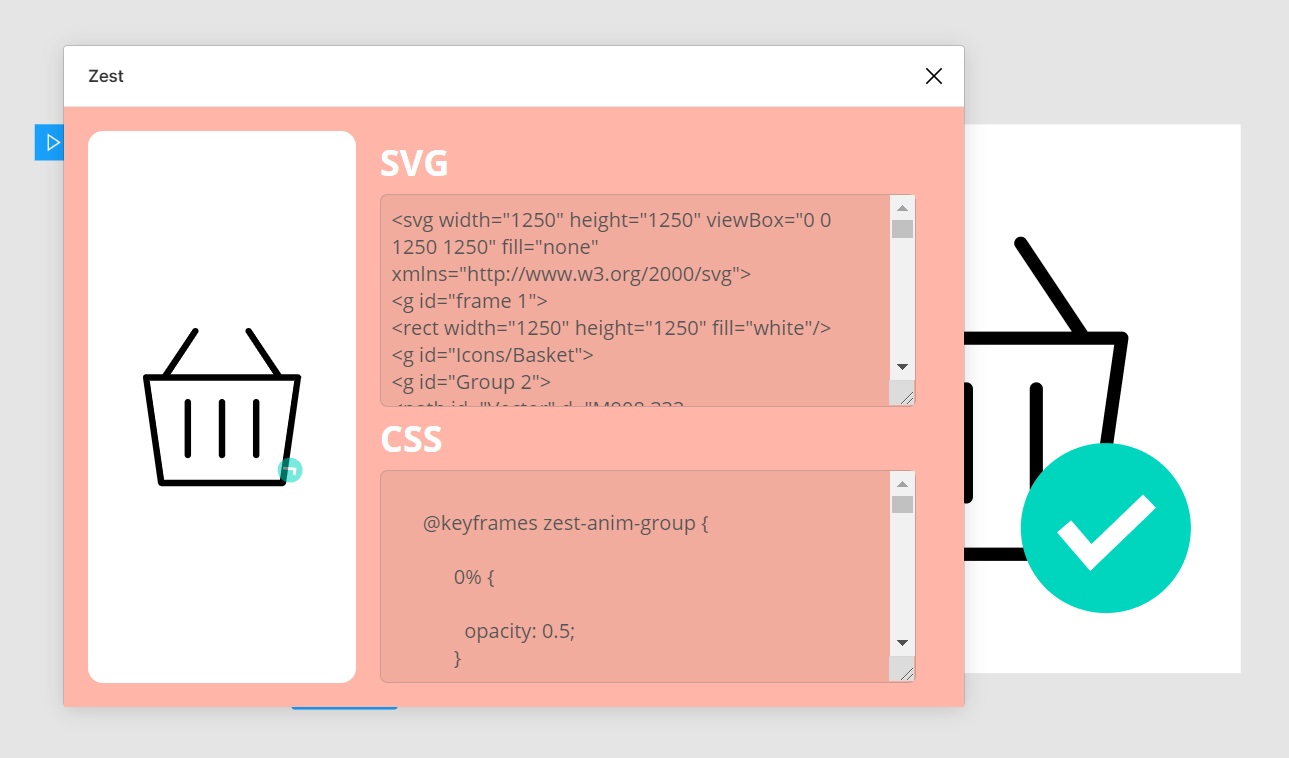 Zest
SVG
<svg width="1250" height="1250" viewBox="0 0
1250 1250" fill="none"
xmlns="http://www.w3.org/2000/svg">
<g id="frame 1">
<rect width="1250" height="1250" fill="white"/>
<g id="Icons/Basket">
<g id="Group 2">
CSS
@keyframes zest-anim-group {
0% {
opacity: 0.5;
}